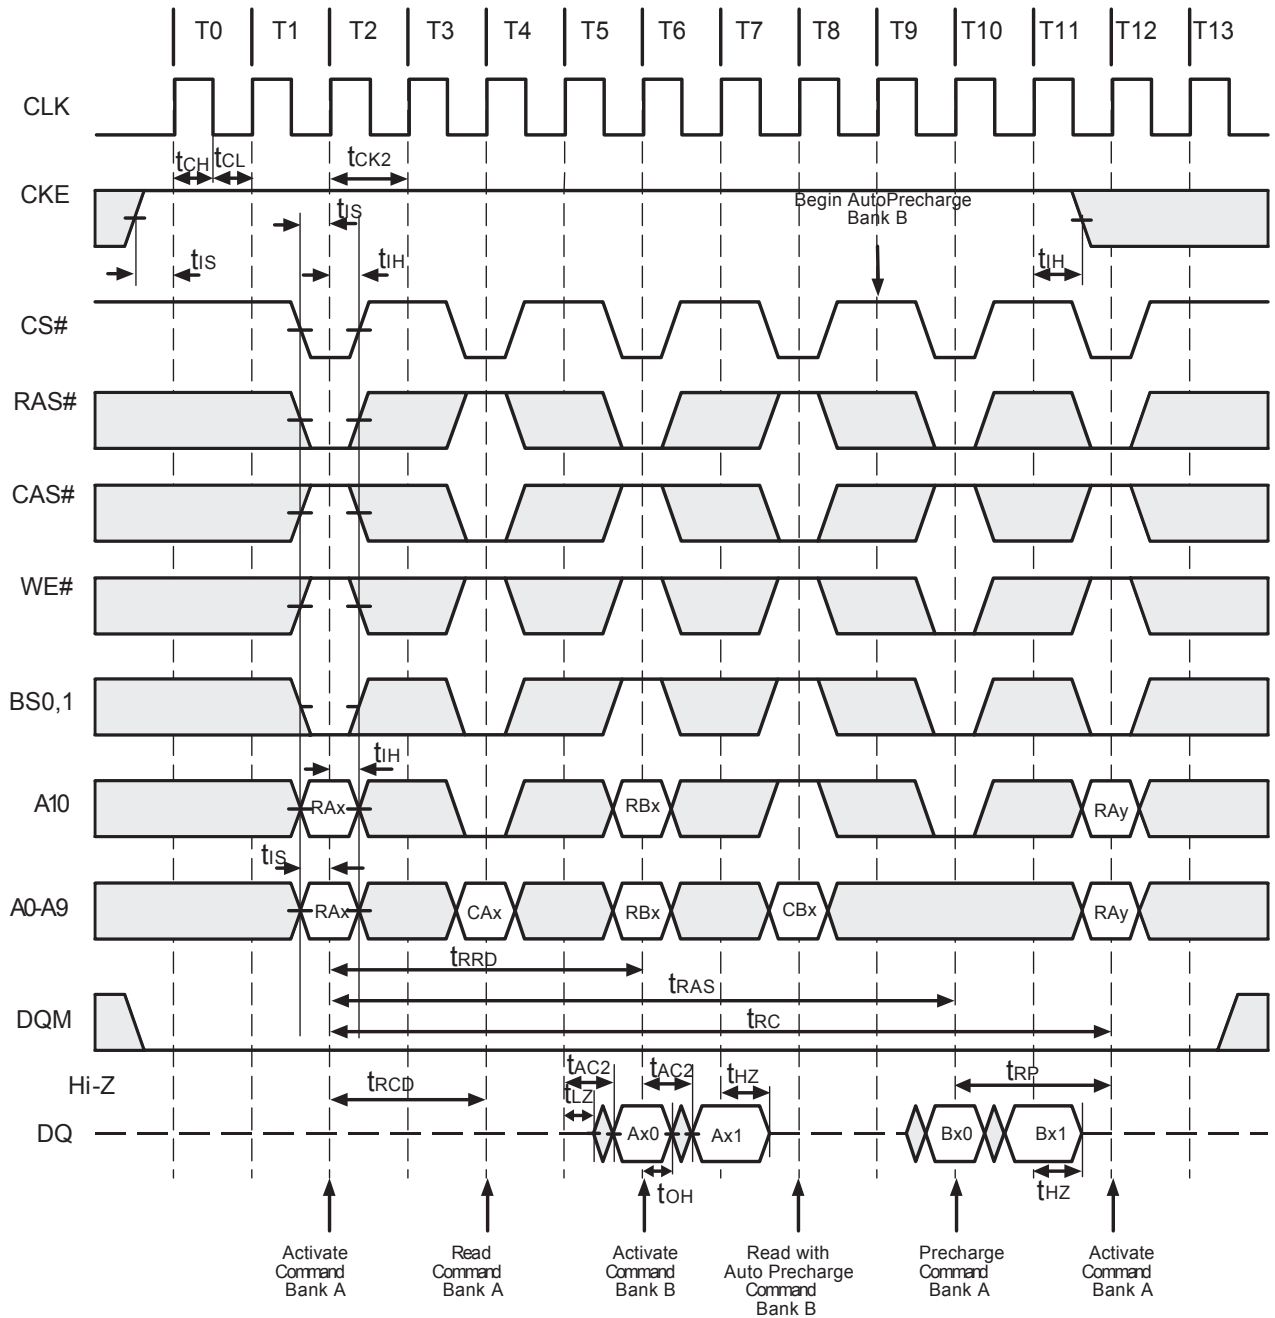 T0 T1 T2 T3 T4 T5 T6 T7 T8 T9 T10 T11 T12 T13
CLK
tCH tCL tCK2
CKE
Begin AutoPrecharge
Bank B
tIS
tIS tIH tIH
CS#
RAS#
CAS#
WE#
BS0,1
tIH
A10 RAx RBx RAy
tIS
A0-A9 RAx CAx RBx CBx RAy
tRRD
tRAS
DQM tRC
Hi-Z tRCD tAC2 tAC2 tHZ tRP
tLZ
DQ Ax0 Ax1 Bx0 Bx1
tOH tHZ
Activate
Command
Bank A
Read
Command
Bank A
Activate
Command
Bank B
Read with
Auto Precharge
Command
Bank B
Precharge
Command
Bank A
Activate
Command
Bank A